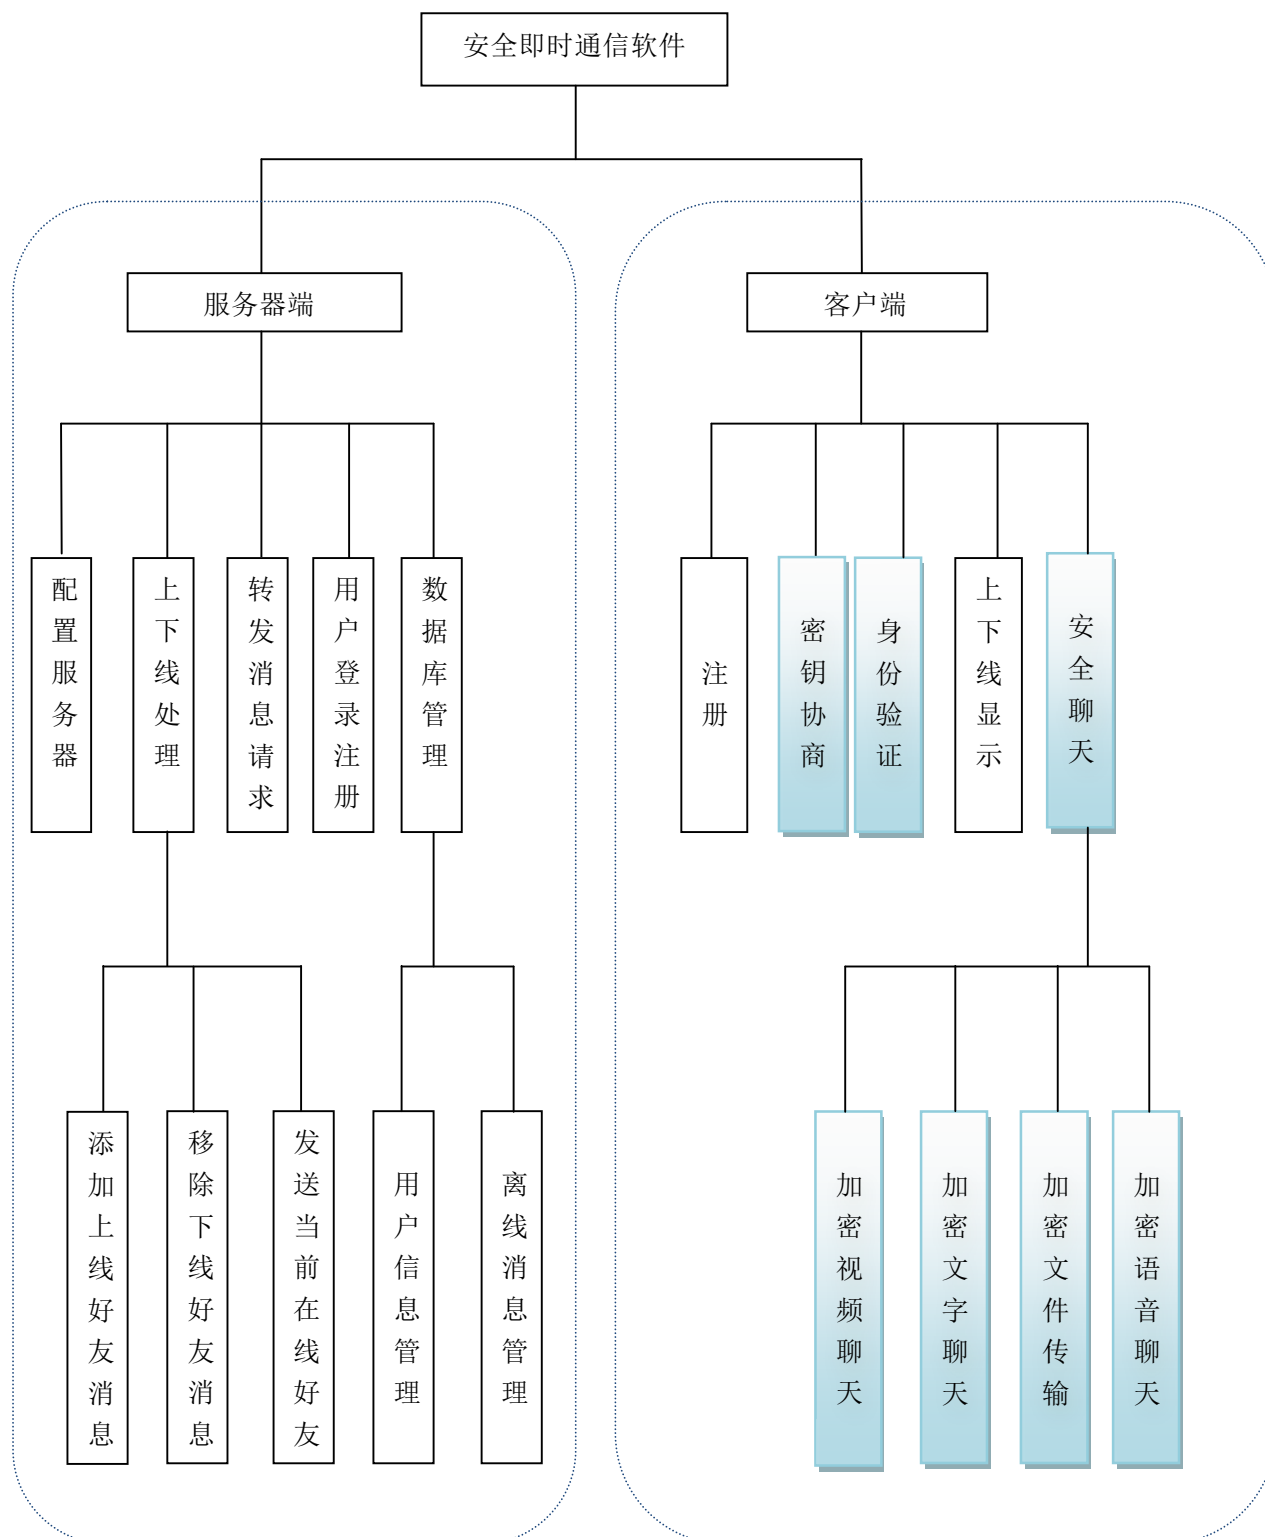 安全即时通信软件
服务器端
客户端
配置服务器
上下线处理
转发消息请求
用户登录注册
数据库管理
注册
密钥协商
身份验证
上下线显示
安全聊天
添加上线好友消息
移除下线好友消息
发送当前在线好友
用户信息管理
离线消息管理
加密视频聊天
加密文字聊天
加密文件传输
加密语音聊天